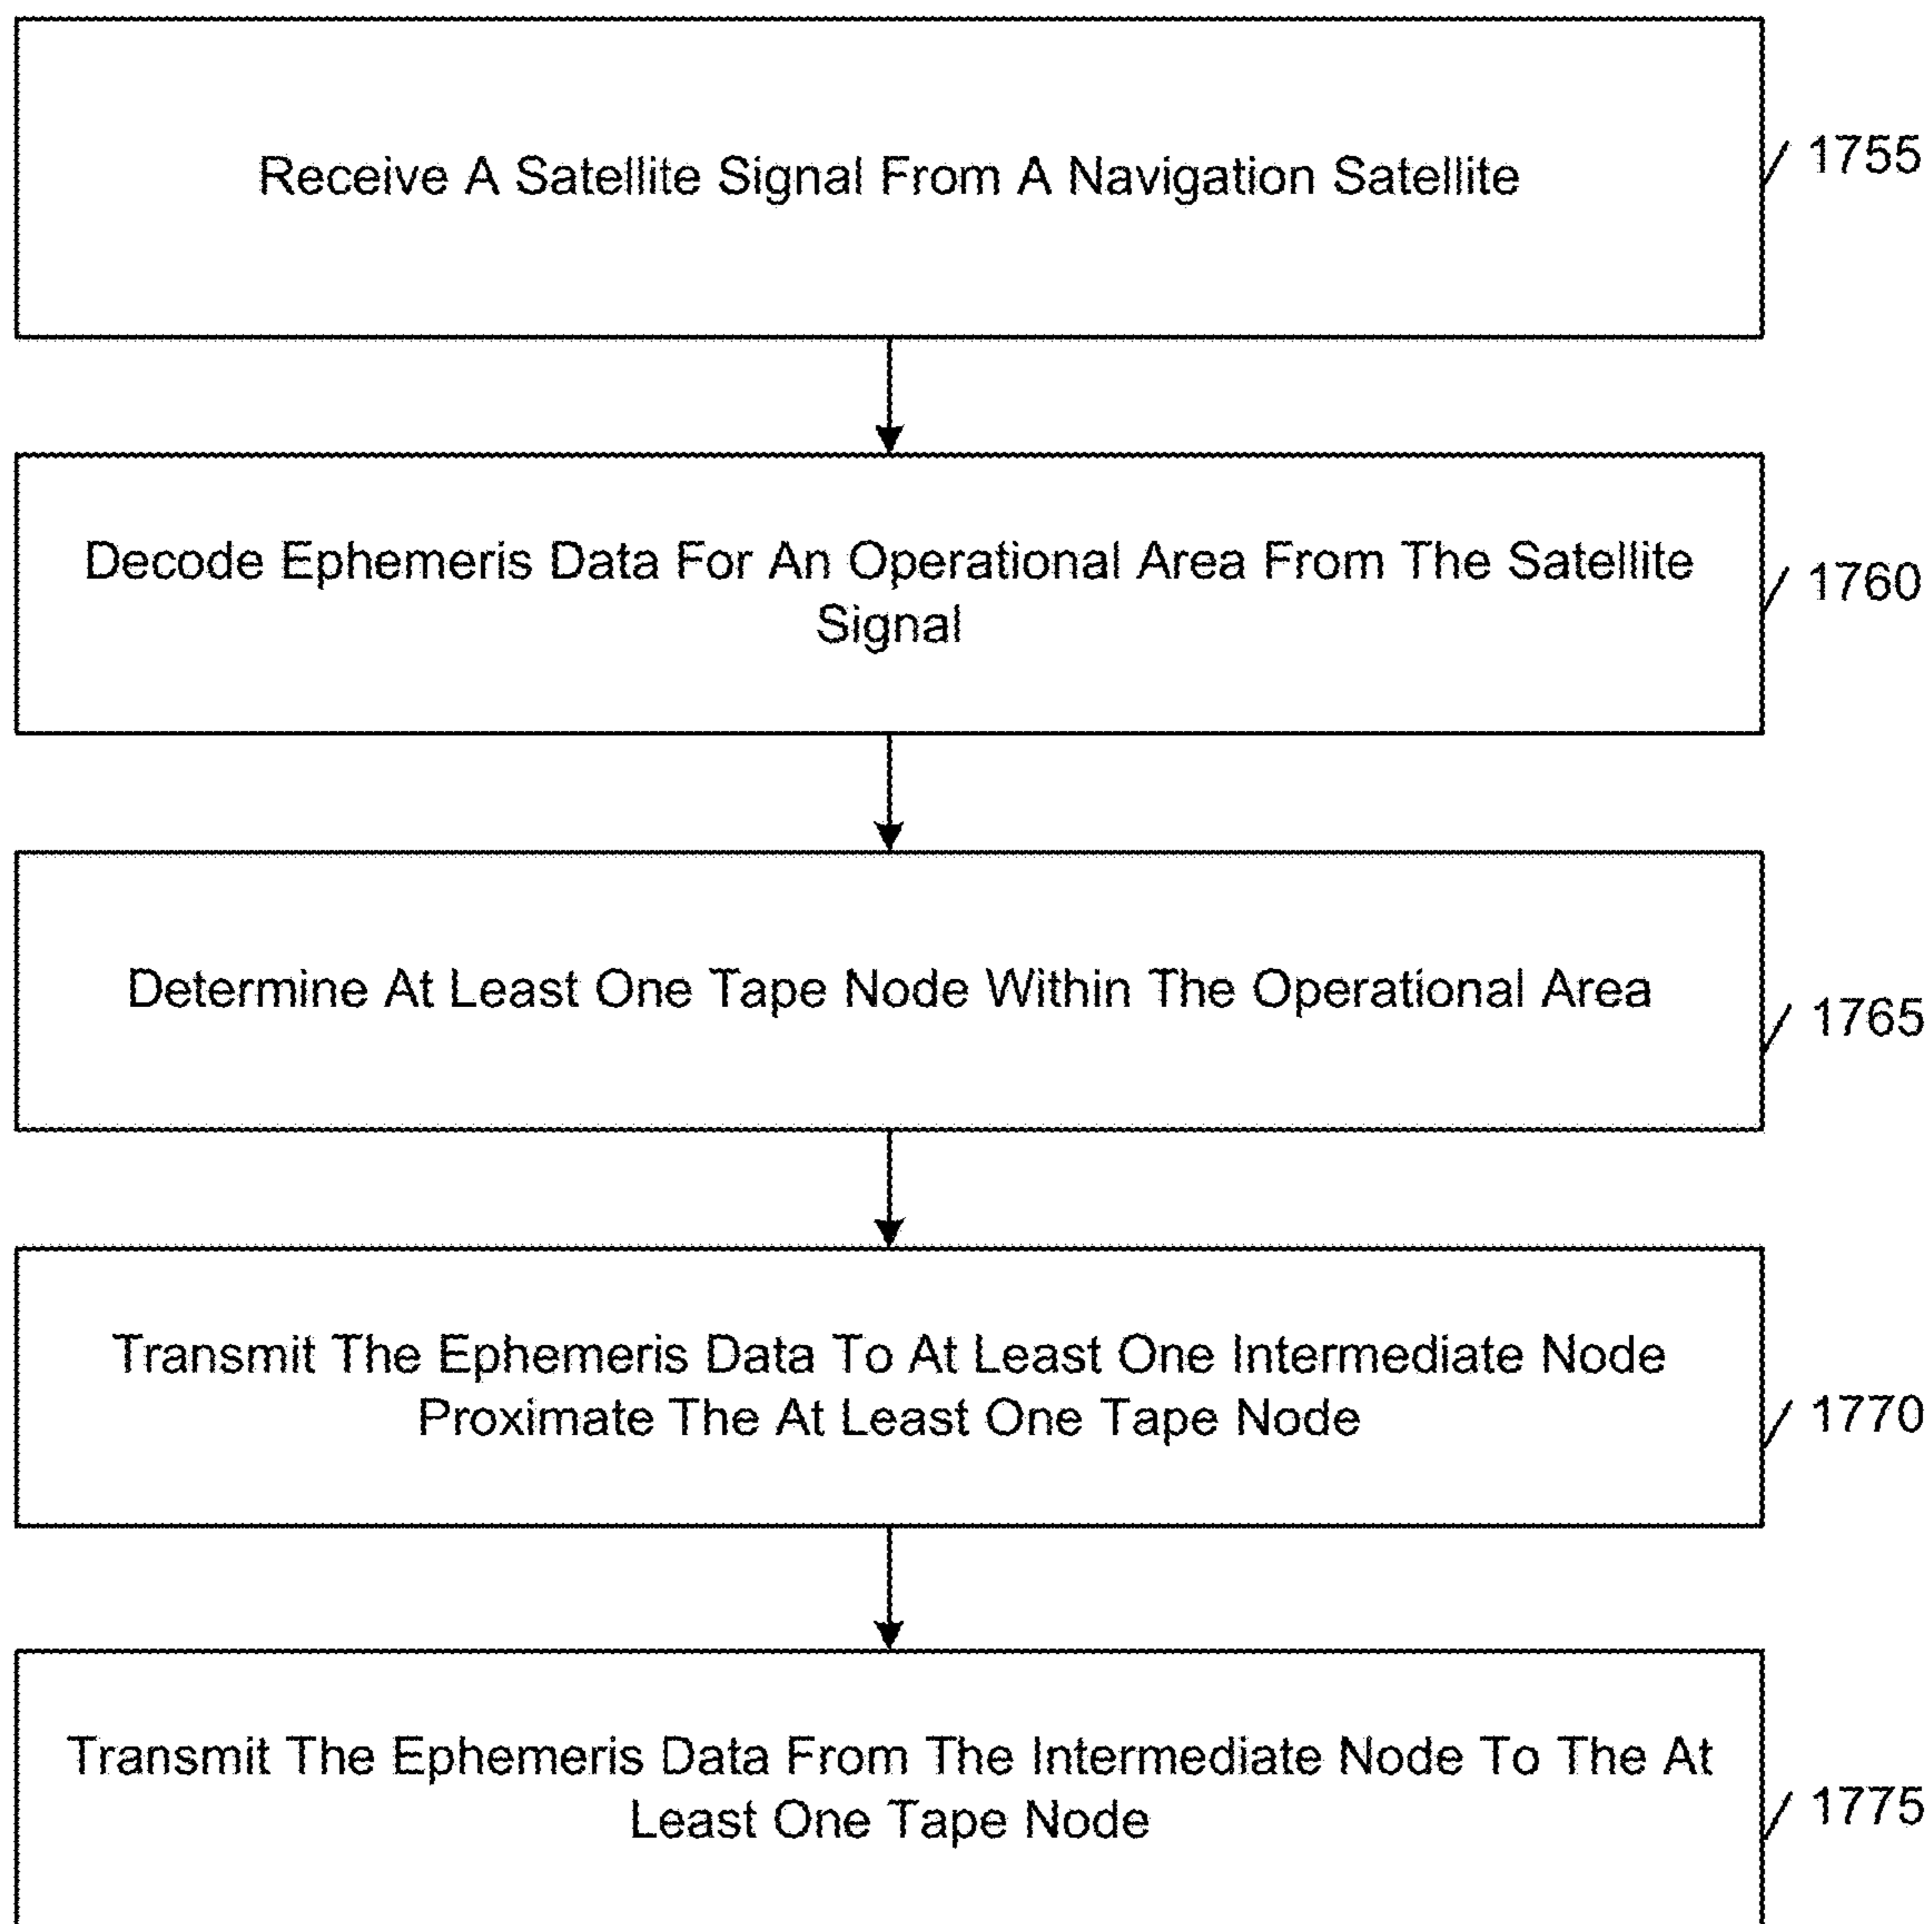 Receive A Satellite Signal From A Navigation Satellite
1755
Decode Ephemeris Data For An Operational Area From The Satellite
Signal
1760
Determine At Least One Tape Node Within The Operational Area
1765
Transmit The Ephemeris Data To At Least One Intermediate Node
Proximate The At Least One Tape Node
1770
Transmit The Ephemeris Data From The Intermediate Node To The At
Least One Tape Node
1775